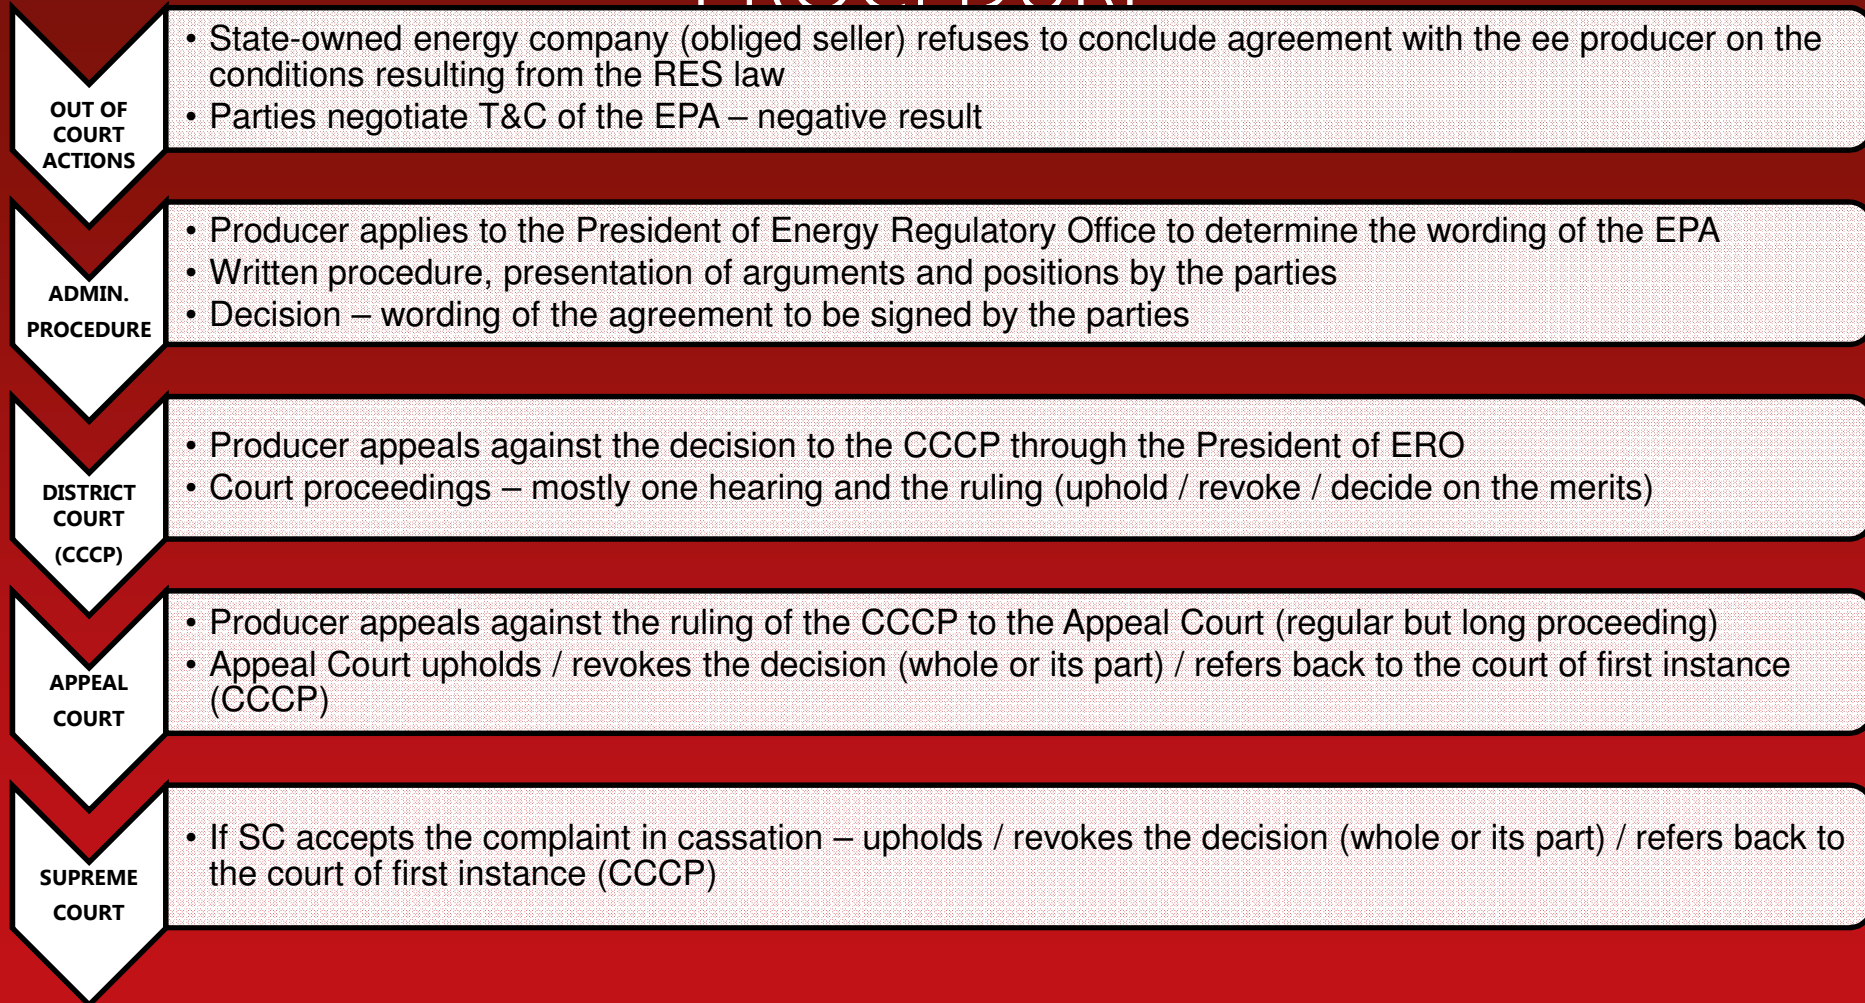 PROCEDURE
• State-owned energy company (obliged seller) refuses to conclude agreement with the ee producer on the
conditions resulting from the RES law
• Parties negotiate T&C of the EPA – negative result
OUT OF
COURT
ACTIONS
• Producer applies to the President of Energy Regulatory Office to determine the wording of the EPA
• Written procedure, presentation of arguments and positions by the parties
• Decision – wording of the agreement to be signed by the parties
ADMIN.
PROCEDURE
• Producer appeals against the decision to the CCCP through the President of ERO
• Court proceedings – mostly one hearing and the ruling (uphold / revoke / decide on the merits)
DISTRICT
COURT
(CCCP)
• Producer appeals against the ruling of the CCCP to the Appeal Court (regular but long proceeding)
• Appeal Court upholds / revokes the decision (whole or its part) / refers back to the court of first instance
(CCCP)
APPEAL
COURT
• If SC accepts the complaint in cassation – upholds / revokes the decision (whole or its part) / refers back to
the court of first instance (CCCP)
SUPREME
COURT